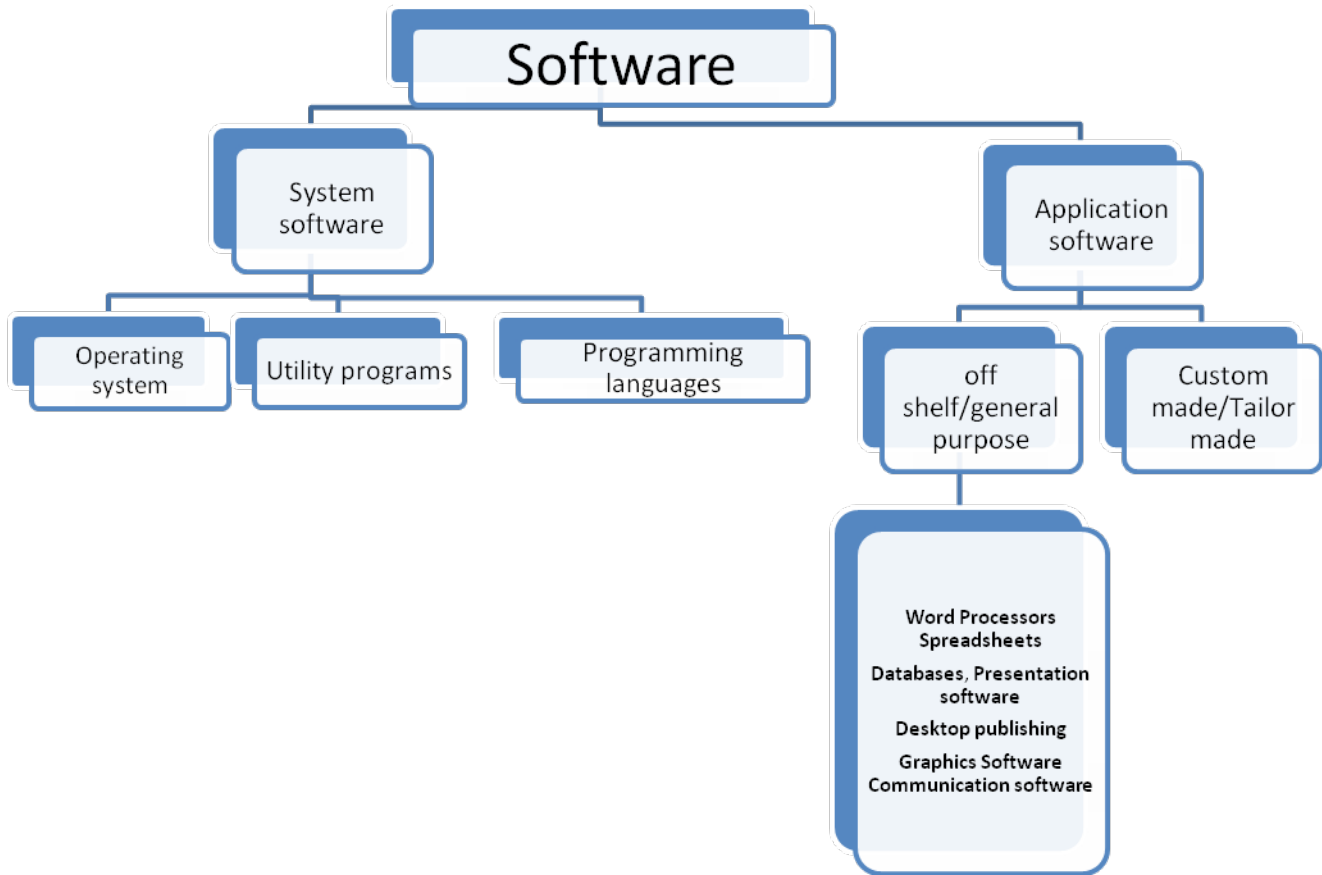 Software
System
software
Application
software
Operating
system
Utility programs
Programming
languages
off
shelf/general
purpose
Custom
made/Tailor
made
Word Processors
Spreadsheets
Databases, Presentation
software
Desktop publishing
Graphics Software
Communication software